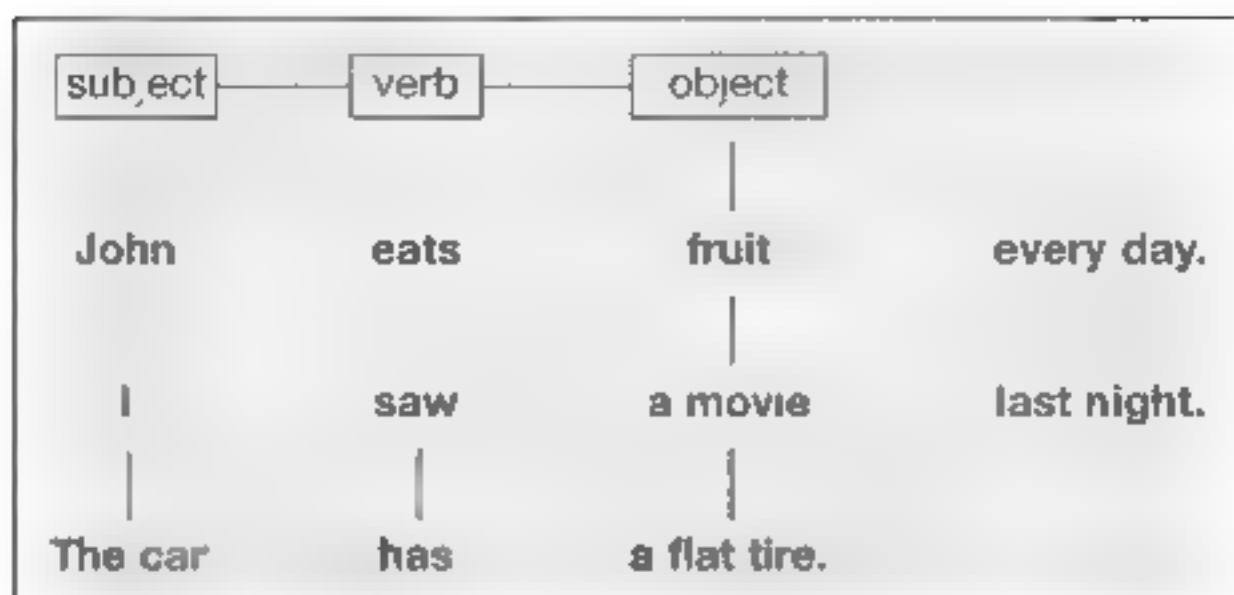 subject verb object
John eats fruit every day.
I saw a movie last night.
The car has a flat tire.